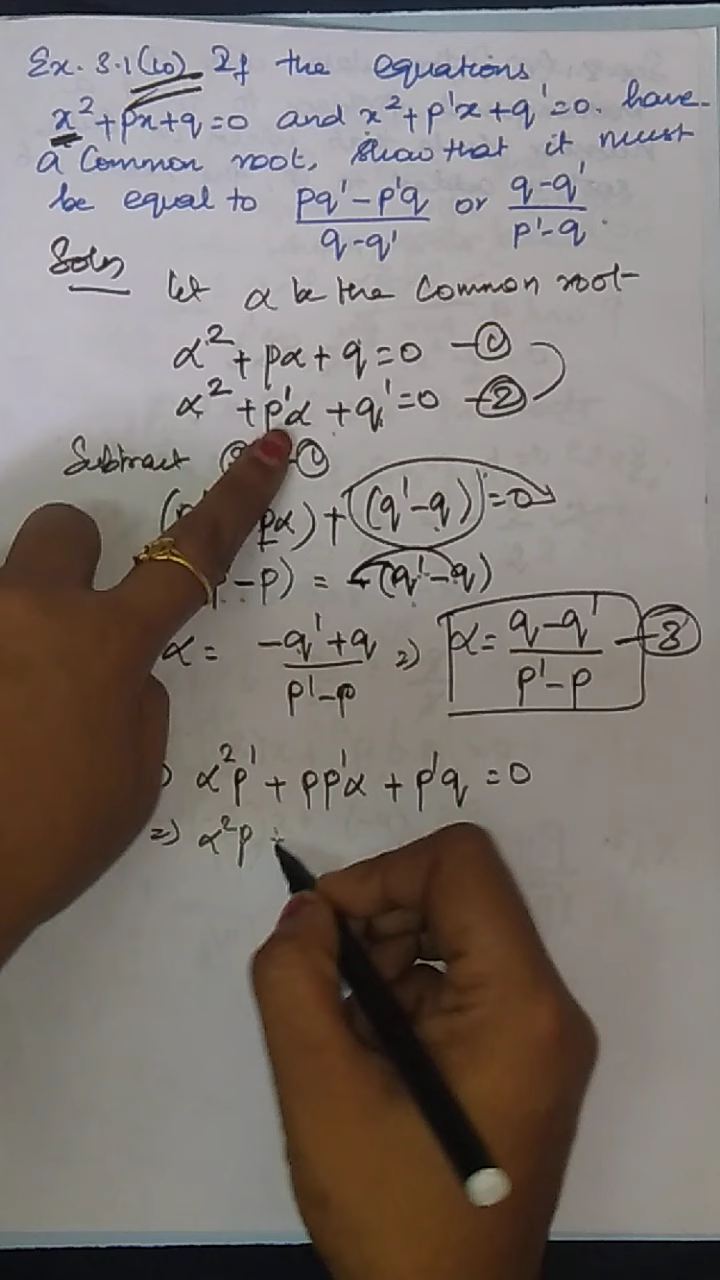 Ex. 3.1(10) If the equations
x²+px+q=0 and x²+p'x+q'=0. have
a Common root, show that it must
be equal to (pq'-p'q)/(q-q') or (q-q')/(p'-q).
Soln
let α be the Common root
α²+pα+q=0 —①
α²+p'α+q'=0 —②
Subtract ①
pα)+(q'-q)=0
p'-p) = -(q'-q)
α = (-q'+q)/(p'-p) ⇒ α = (q-q')/(p'-p) —③
α²p'+pp'α+p'q=0
⇒ α²p